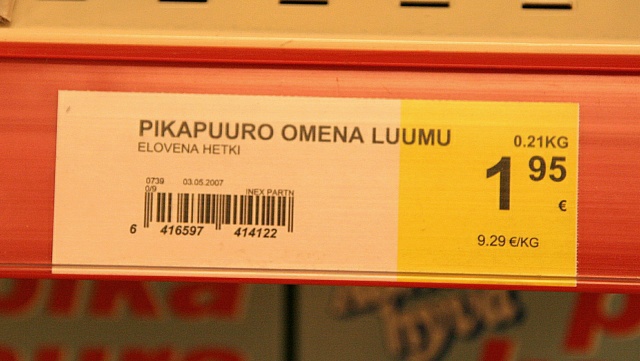 PIKAPUURO OMENA LUUMU
ELOVENA HETKI
0739 03.05.2007
0/9 INEX PARTN
6 416597 414122
0.21KG
1 95
€
9.29 €/KG